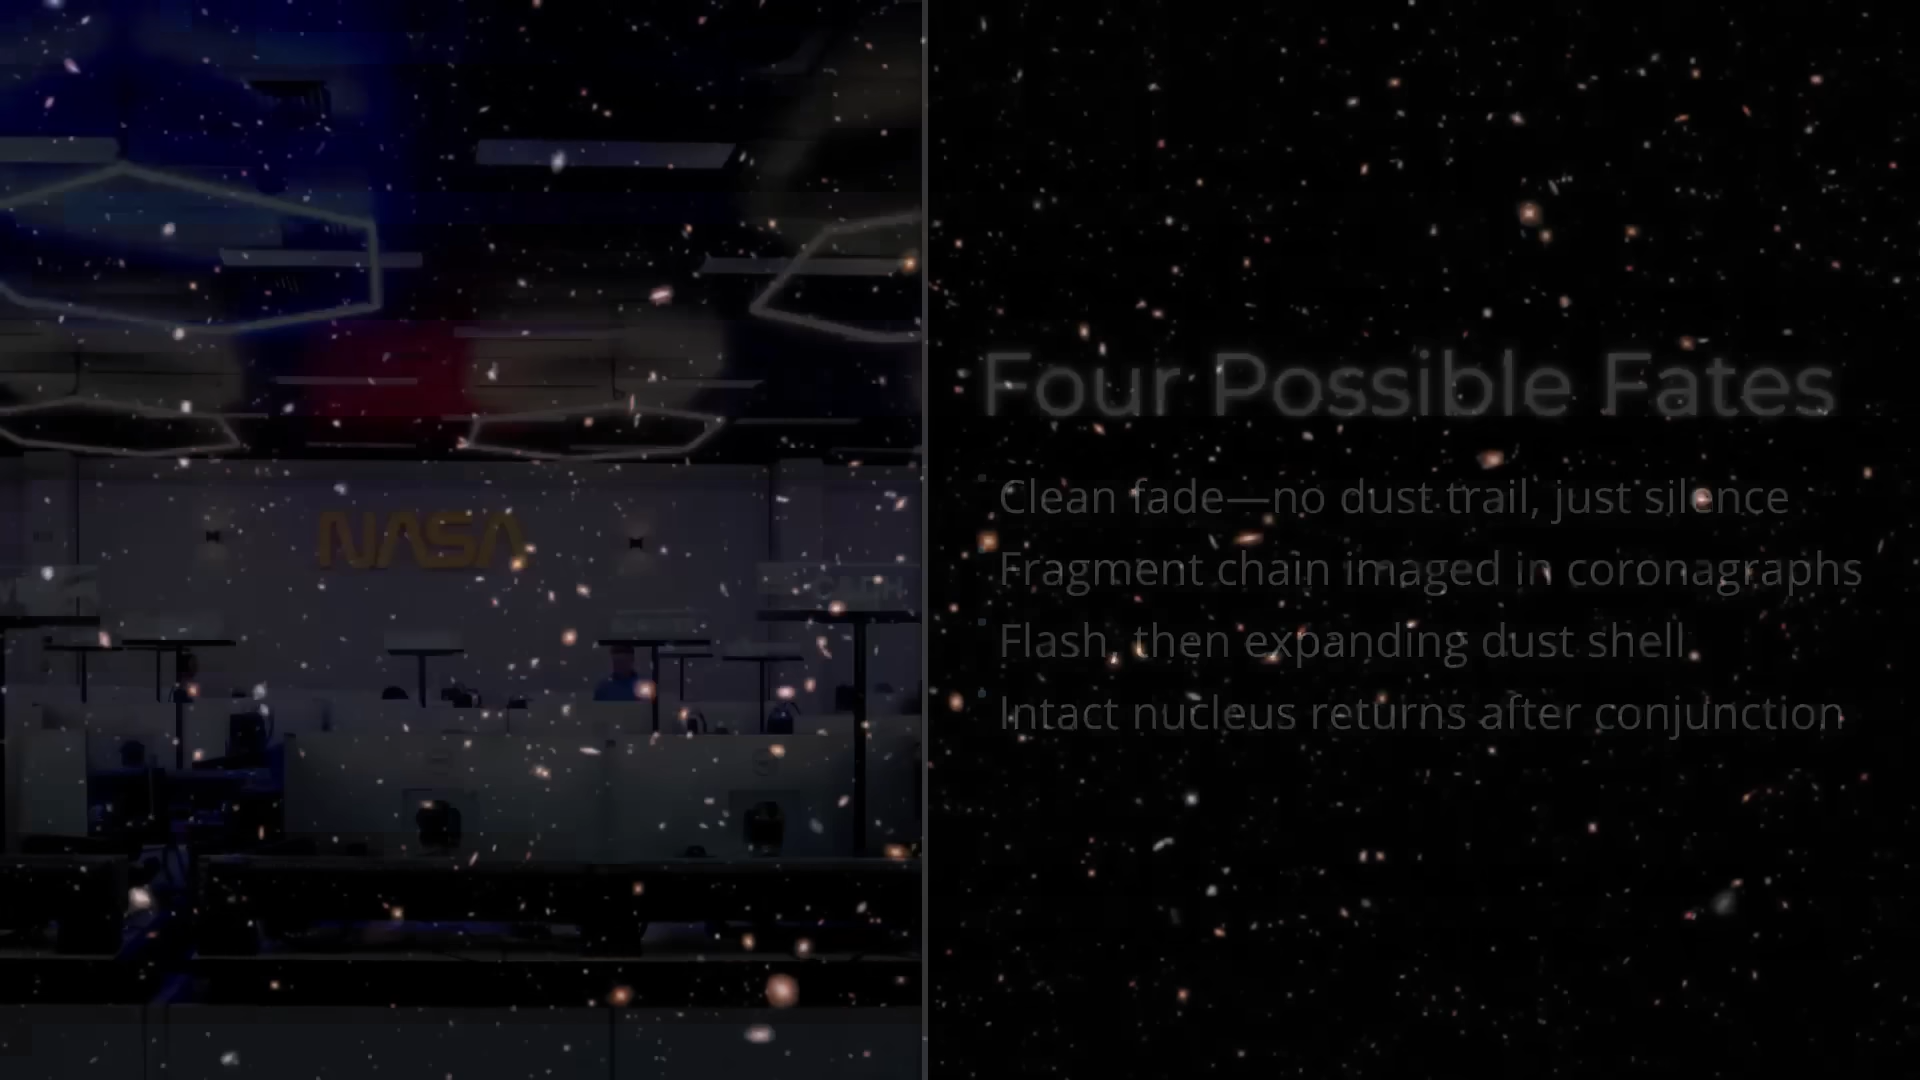 NASA
Four Possible Fates
Clean fade—no dust trail, just silence
Fragment chain imaged in coronagraphs
Flash, then expanding dust shell
Intact nucleus returns after conjunction